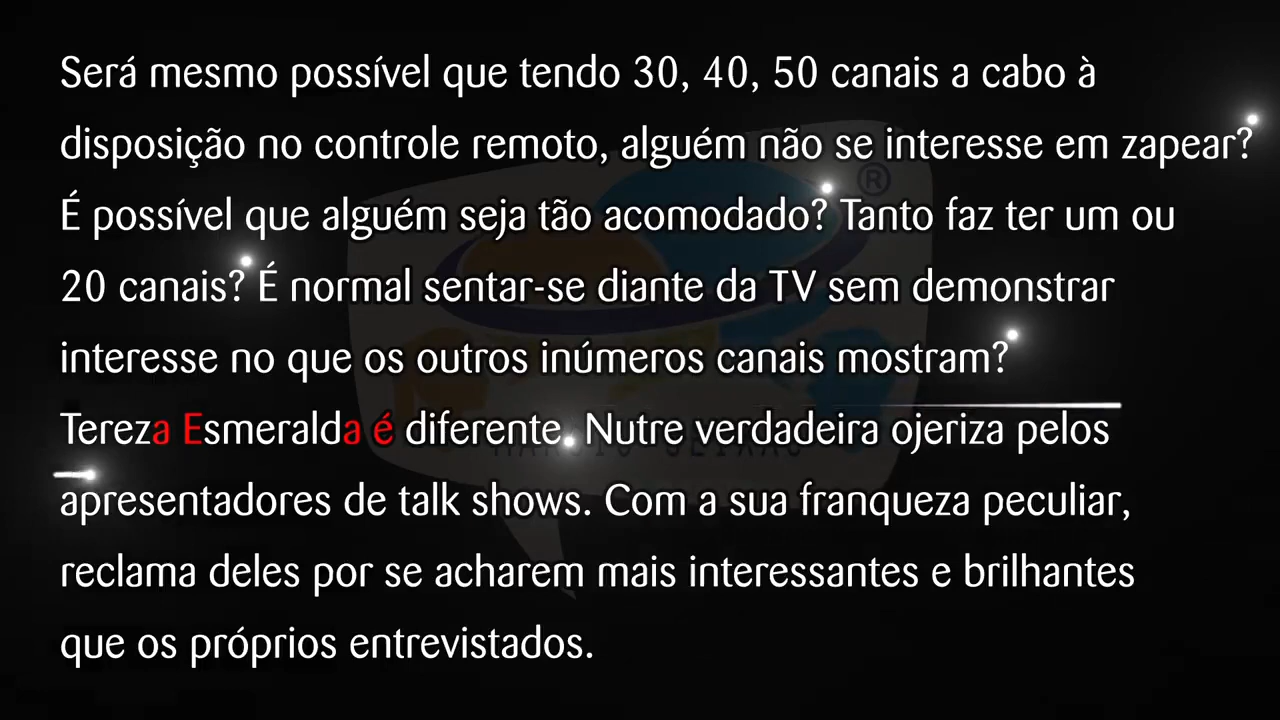 Será mesmo possível que tendo 30, 40, 50 canais a cabo à
disposição no controle remoto, alguém não se interesse em zapear?
É possível que alguém seja tão acomodado? Tanto faz ter um ou
20 canais? É normal sentar-se diante da TV sem demonstrar
interesse no que os outros inúmeros canais mostram?
Tereza Esmeralda é diferente. Nutre verdadeira ojeriza pelos
apresentadores de talk shows. Com a sua franqueza peculiar,
reclama deles por se acharem mais interessantes e brilhantes
que os próprios entrevistados.
®